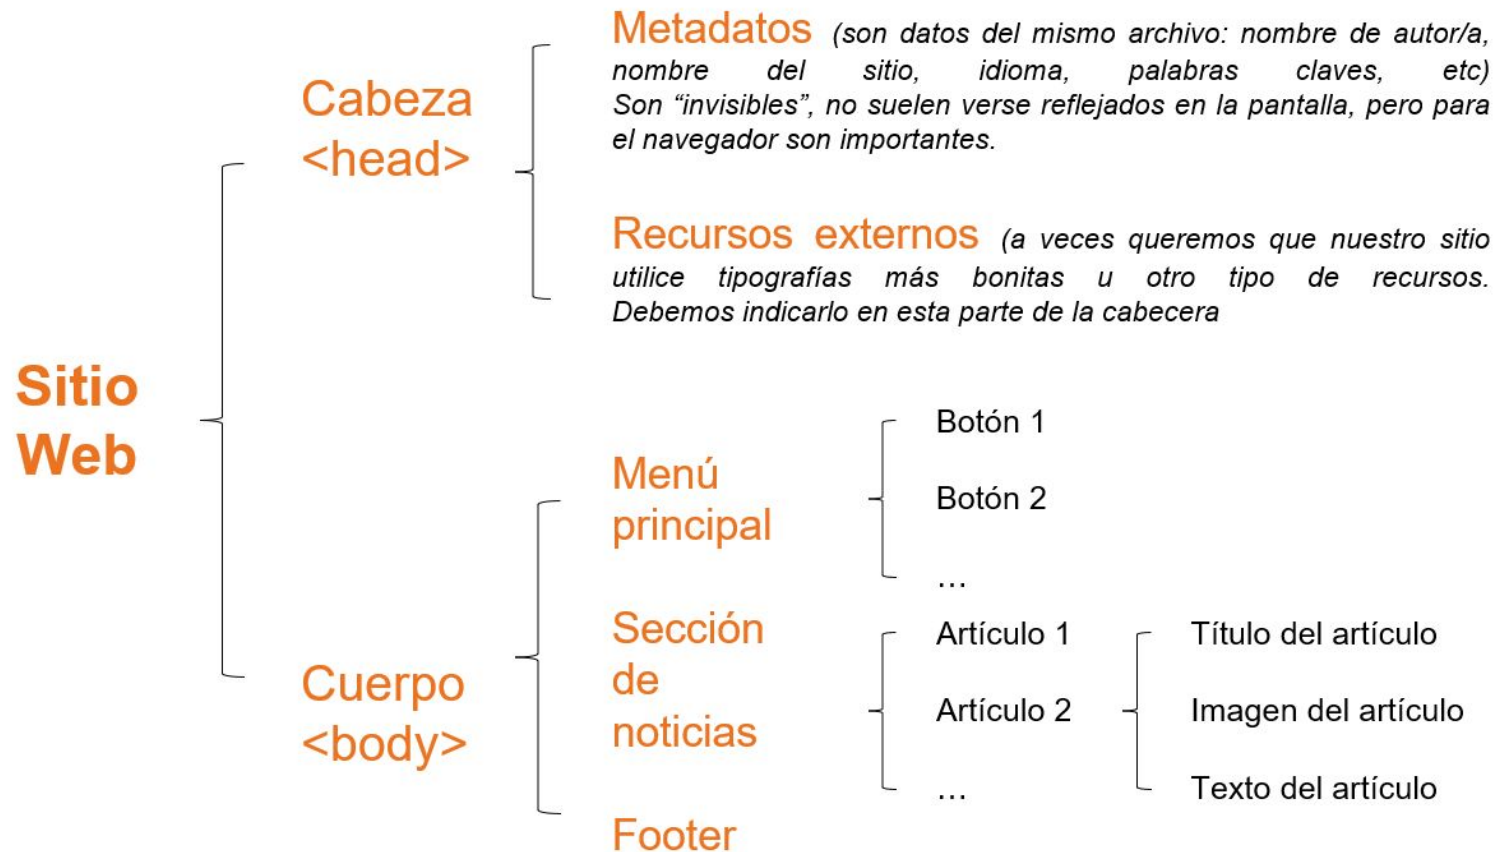 Sitio
Web
Cabeza
<head>
Metadatos (son datos del mismo archivo: nombre de autor/a,
nombre del sitio, idioma, palabras claves, etc)
Son “invisibles”, no suelen verse reflejados en la pantalla, pero para
el navegador son importantes.
Recursos externos (a veces queremos que nuestro sitio
utilice tipografías más bonitas u otro tipo de recursos.
Debemos indicarlo en esta parte de la cabecera
Cuerpo
<body>
Menú
principal
Botón 1
Botón 2
…
Sección
de
noticias
Artículo 1
Artículo 2
…
Título del artículo
Imagen del artículo
Texto del artículo
Footer